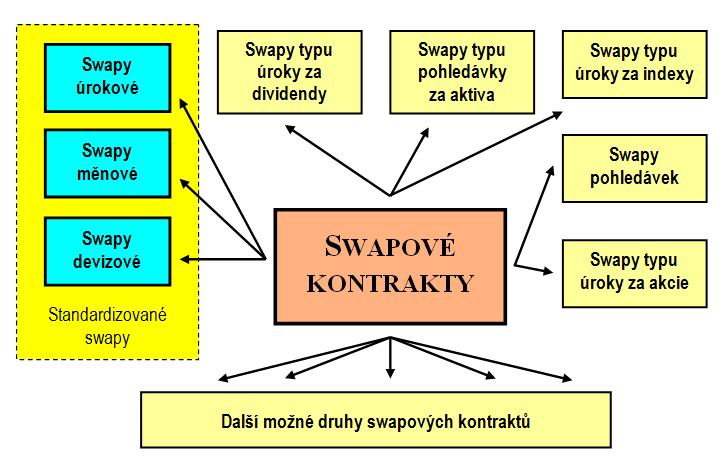 Swapy
úrokové
Swapy
měnové
Swapy
devizové
Standardizované
swapy
Swapy typu
úroky za
dividendy
Swapy typu
pohledávky
za aktiva
Swapy typu
úroky za indexy
Swapy
pohledávek
Swapy typu
úroky za akcie
SWAPOVÉ
KONTRAKTY
Další možné druhy swapových kontraktů